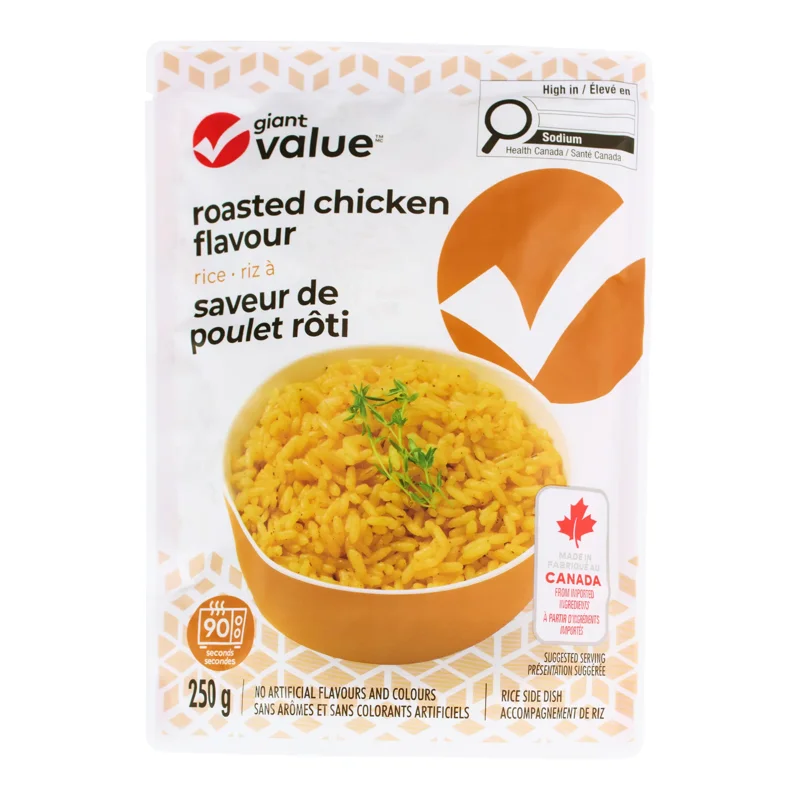 High in / Élevé en
Sodium
Health Canada / Santé Canada
giant
value™
MC
roasted chicken
flavour
rice • riz à
saveur de
poulet rôti
MADE IN
FABRIQUÉ AU
CANADA
FROM IMPORTED
INGREDIENTS
À PARTIR D'INGRÉDIENTS
IMPORTÉS
90
seconds
secondes
SUGGESTED SERVING
PRÉSENTATION SUGGÉRÉE
250 g
NO ARTIFICIAL FLAVOURS AND COLOURS
SANS ARÔMES ET SANS COLORANTS ARTIFICIELS
RICE SIDE DISH
ACCOMPAGNEMENT DE RIZ